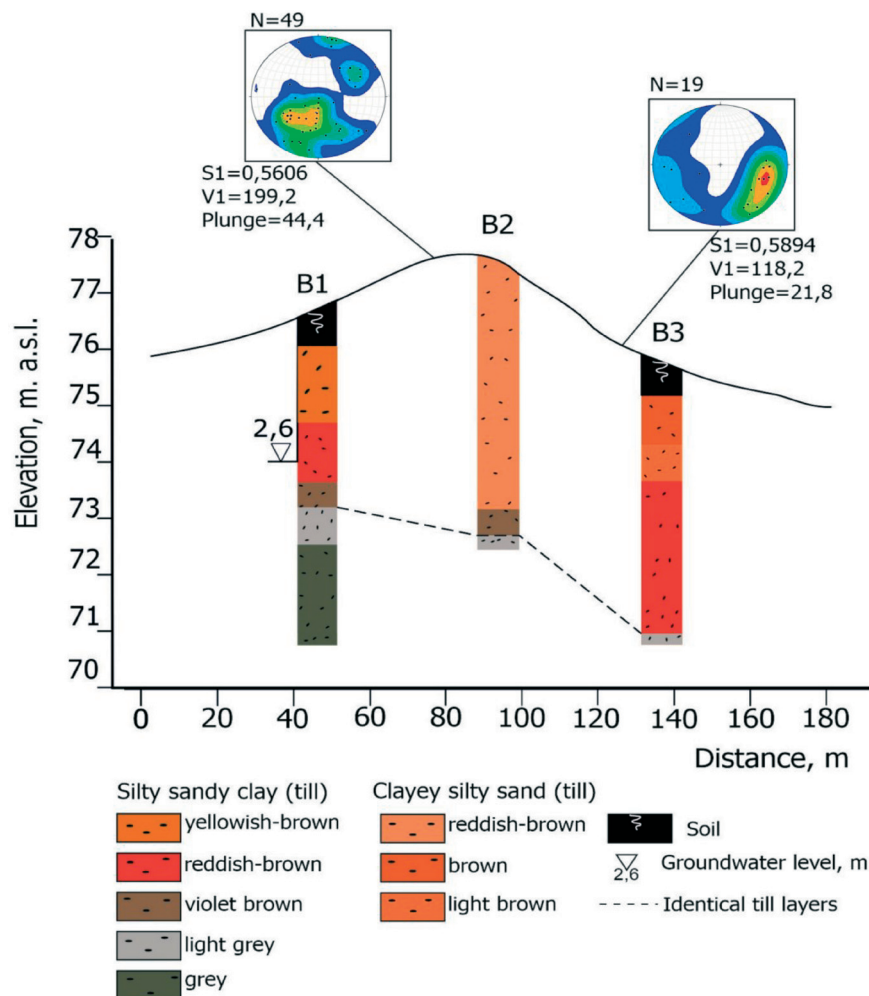 N=49
S1=0,5606
V1=199,2
Plunge=44,4
N=19
S1=0,5894
V1=118,2
Plunge=21,8
B1
B2
B3
2,6
Elevation, m. a.s.l.
78
77
76
75
74
73
72
71
70
0 20 40 60 80 100 120 140 160 180
Distance, m
Silty sandy clay (till)
yellowish-brown
reddish-brown
violet brown
light grey
grey
Clayey silty sand (till)
reddish-brown
brown
light brown
Soil
2,6 Groundwater level, m
Identical till layers